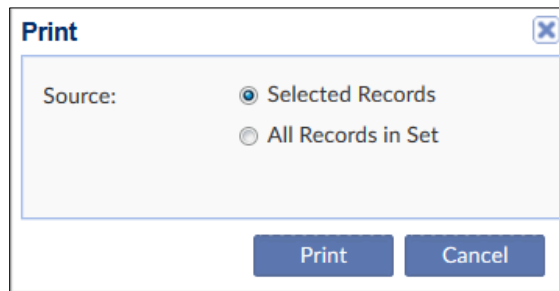 Print
Source:
Selected Records
All Records in Set
Print
Cancel